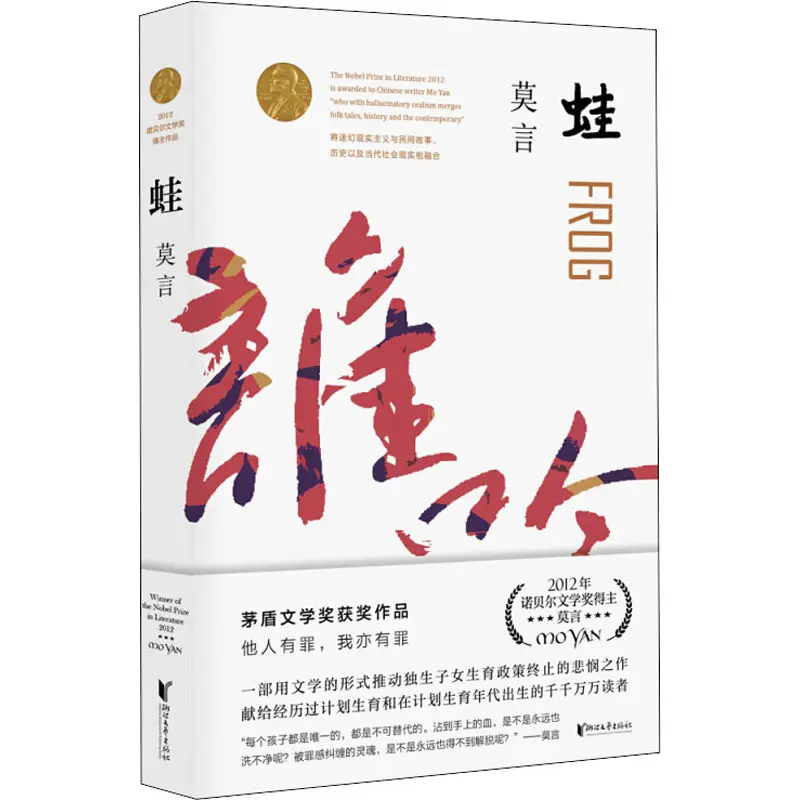 2012
诺贝尔文学奖
得主作品
蛙
莫言
Winner of
the Nobel Prize
in Literature
2012
★★★
MO YAN
浙江文艺出版社
The Nobel Prize in Literature 2012
is awarded to Chinese writer Mo Yan
"who with hallucinatory realism merges
folk tales, history and the contemporary"
将迷幻现实主义与民间故事、
历史以及当代社会现实相融合
蛙
莫言
FROG
茅盾文学奖获奖作品
他人有罪，我亦有罪
2012年
诺贝尔文学奖得主
★★★莫言★★★
MO YAN
一部用文学的形式推动独生子女生育政策终止的悲悯之作
献给经历过计划生育和在计划生育年代出生的千千万万读者
“每个孩子都是唯一的，都是不可替代的。沾到手上的血，是不是永远也
洗不净呢？被罪感纠缠的灵魂，是不是永远也得不到解脱呢？”——莫言
浙江文艺出版社